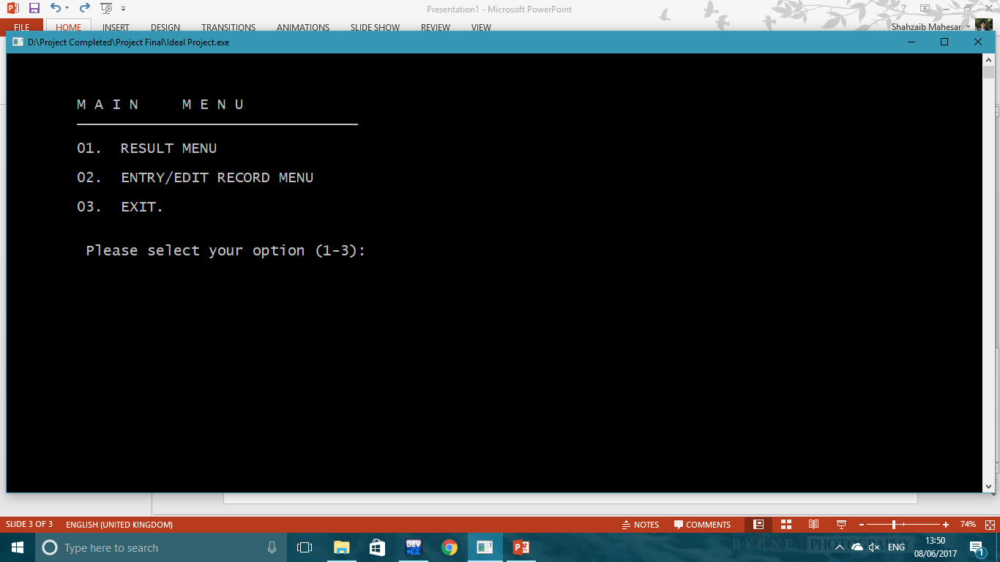 Presentation1 - Microsoft PowerPoint
?
FILE HOME INSERT DESIGN TRANSITIONS ANIMATIONS SLIDE SHOW REVIEW VIEW
Shahzaib Mahesar
D:\Project Completed\Project Final\Ideal Project.exe
M A I N M E N U
01. RESULT MENU
02. ENTRY/EDIT RECORD MENU
03. EXIT.
Please select your option (1-3):
SLIDE 3 OF 3 ENGLISH (UNITED KINGDOM) NOTES COMMENTS 74%
Type here to search
DEV
BYRNE | PHOTOGRAPHY
ENG
13:50
08/06/2017
1